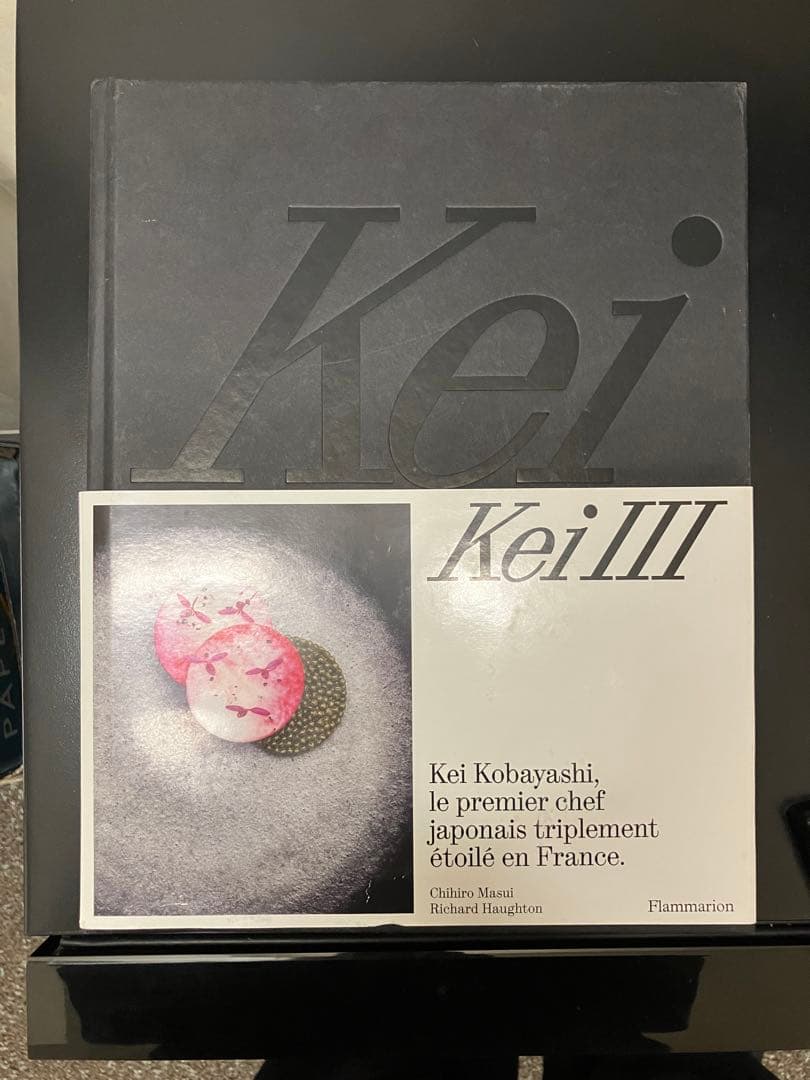 Kei
Kei III
Kei Kobayashi,
le premier chef
japonais triplement
étoilé en France.
Chihiro Masui
Richard Haughton
Flammarion